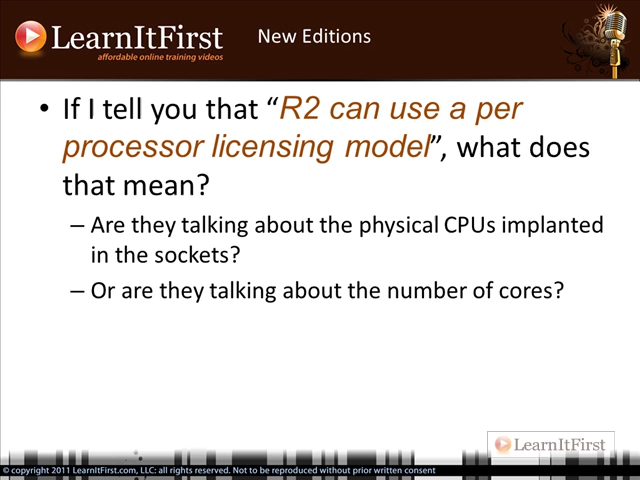 LearnItFirst
affordable online training videos
New Editions
• If I tell you that “R2 can use a per
processor licensing model”, what does
that mean?
– Are they talking about the physical CPUs implanted
in the sockets?
– Or are they talking about the number of cores?
LearnItFirst
© copyright 2011 LearnItFirst.com, LLC: all rights reserved. Not to be reproduced without prior written consent